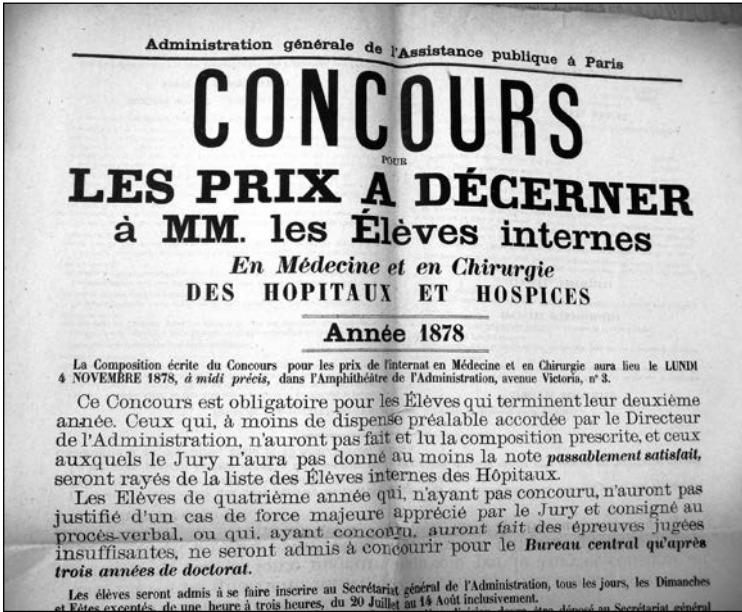 Administration générale de l'Assistance publique à Paris
CONCOURS
POUR
LES PRIX A DÉCERNER
à MM. les Élèves internes
En Médecine et en Chirurgie
DES HOPITAUX ET HOSPICES
Année 1878
La Composition écrite du Concours pour les prix de l'internat en Médecine et en Chirurgie aura lieu le LUNDI
4 NOVEMBRE 1878, à midi précis, dans l'Amphithéâtre de l'Administration, avenue Victoria, n° 3.
Ce Concours est obligatoire pour les Élèves qui terminent leur deuxième
année. Ceux qui, à moins de dispense préalable accordée par le Directeur
de l'Administration, n'auront pas fait et lu la composition prescrite, et ceux
auxquels le Jury n'aura pas donné au moins la note passablement satisfait,
seront rayés de la liste des Élèves internes des Hôpitaux.
Les Elèves de quatrième année qui, n'ayant pas concouru, n'auront pas
justifié d'un cas de force majeure apprécié par le Jury et consigné au
procès-verbal, ou qui, ayant concouru, auront fait des épreuves jugées
insuffisantes, ne seront admis à concourir pour le Bureau central qu'après
trois années de doctorat.
Les élèves seront admis à se faire inscrire au Secrétariat général de l'Administration, tous les jours, les Dimanches
et Fêtes exceptés, de une heure à trois heures, du 20 Juillet au 14 Août inclusivement.
être déposé au Secrétariat général